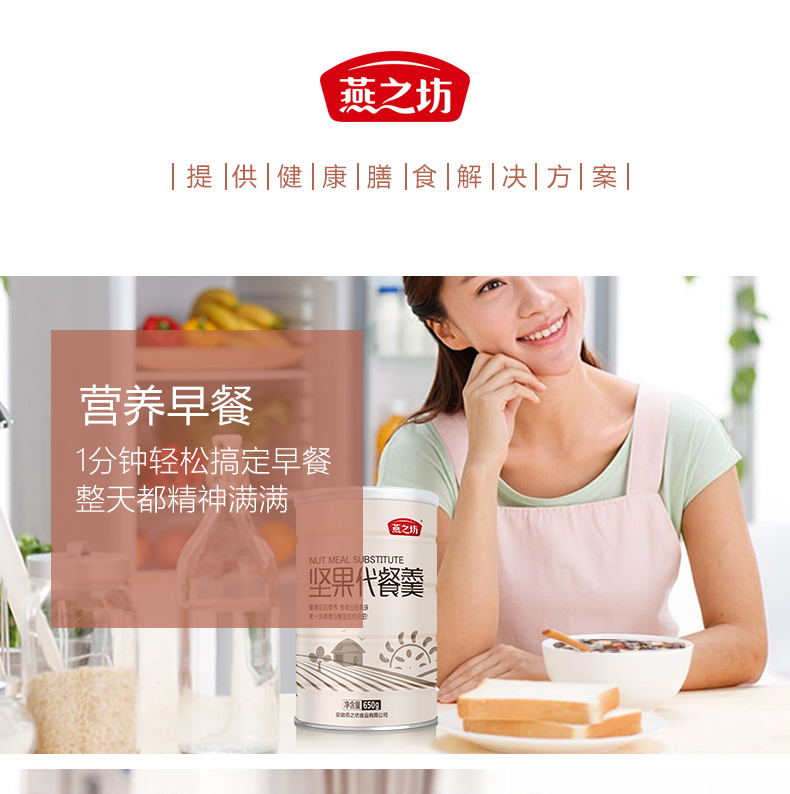 燕之坊
提供健康膳食解决方案
营养早餐
1分钟轻松搞定早餐
整天都精神满满
燕之坊
NUT MEAL SUBSTITUTE
坚果代餐羹
净含量 650g
安徽燕之坊食品有限公司